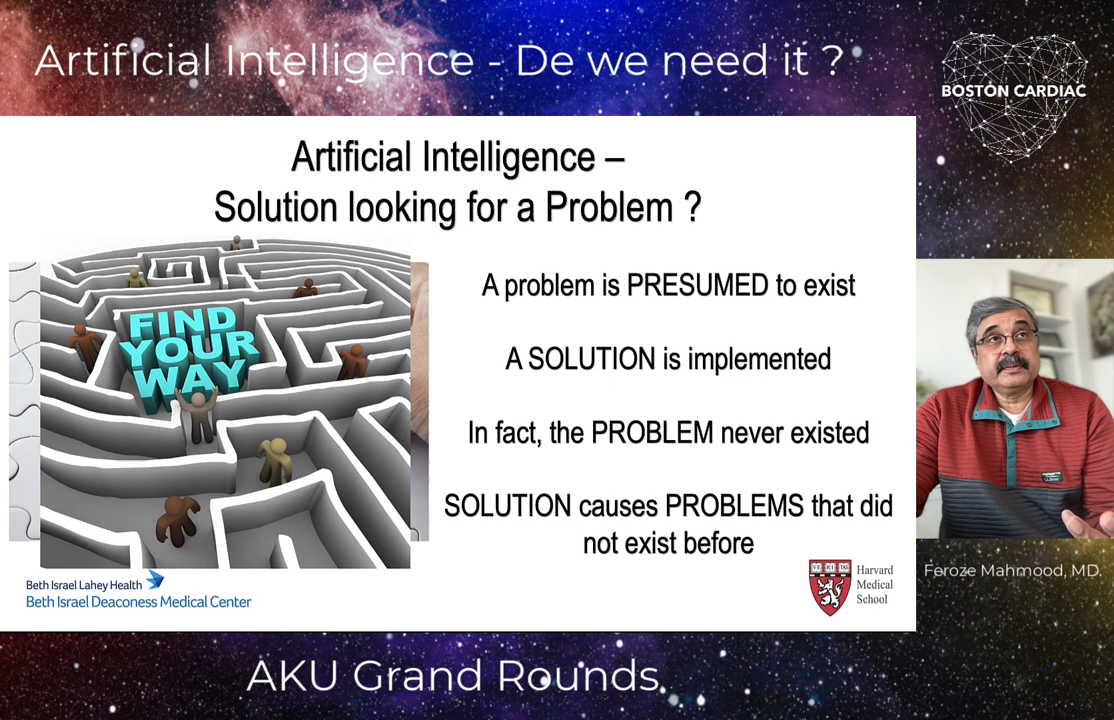 Artificial Intelligence - De we need it ?
BOSTON CARDIAC
Artificial Intelligence –
Solution looking for a Problem ?
FIND
YOUR
WAY
A problem is PRESUMED to exist
A SOLUTION is implemented
In fact, the PROBLEM never existed
SOLUTION causes PROBLEMS that did
not exist before
Beth Israel Lahey Health
Beth Israel Deaconess Medical Center
VE RI TAS
Harvard
Medical
School
Feroze Mahmood, MD.
AKU Grand Rounds